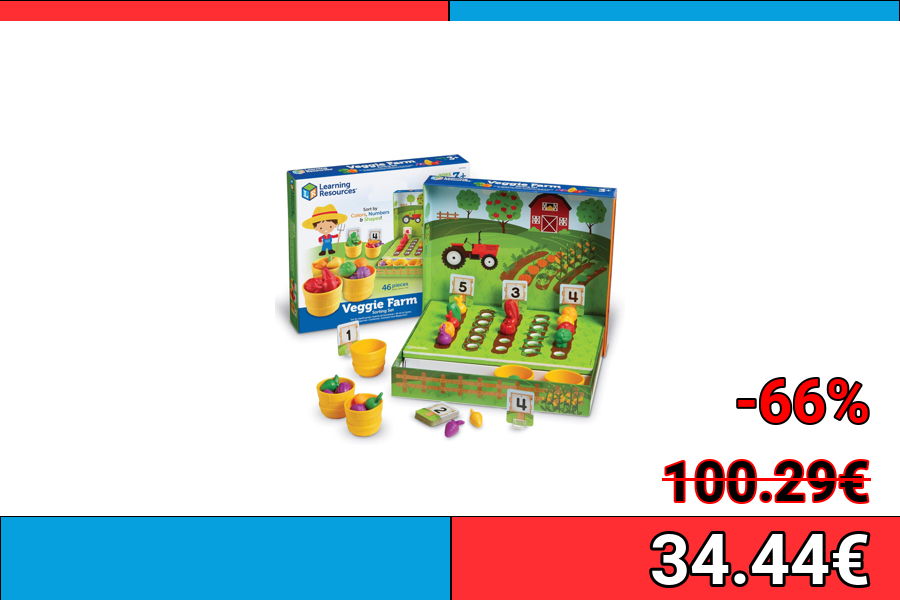 Veggie Farm
Learning
Resources
Sort by
Colors, Numbers
& Shapes!
46 pieces
Veggie Farm
Sorting Set
Veggie Farm
3+
5
3
4
1
2
4
-66%
100.29€
34.44€